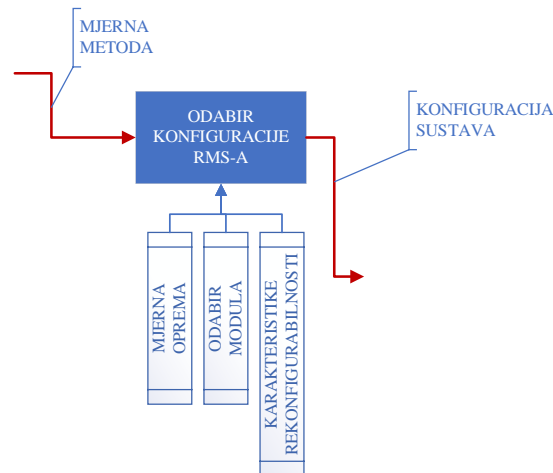 MJERNA
METODA
ODABIR
KONFIGURACIJE
RMS-A
KONFIGURACIJA
SUSTAVA
MJERNA
OPREMA
ODABIR
MODULA
KARAKTERISTIKE
REKONFIGURABILNOSTI